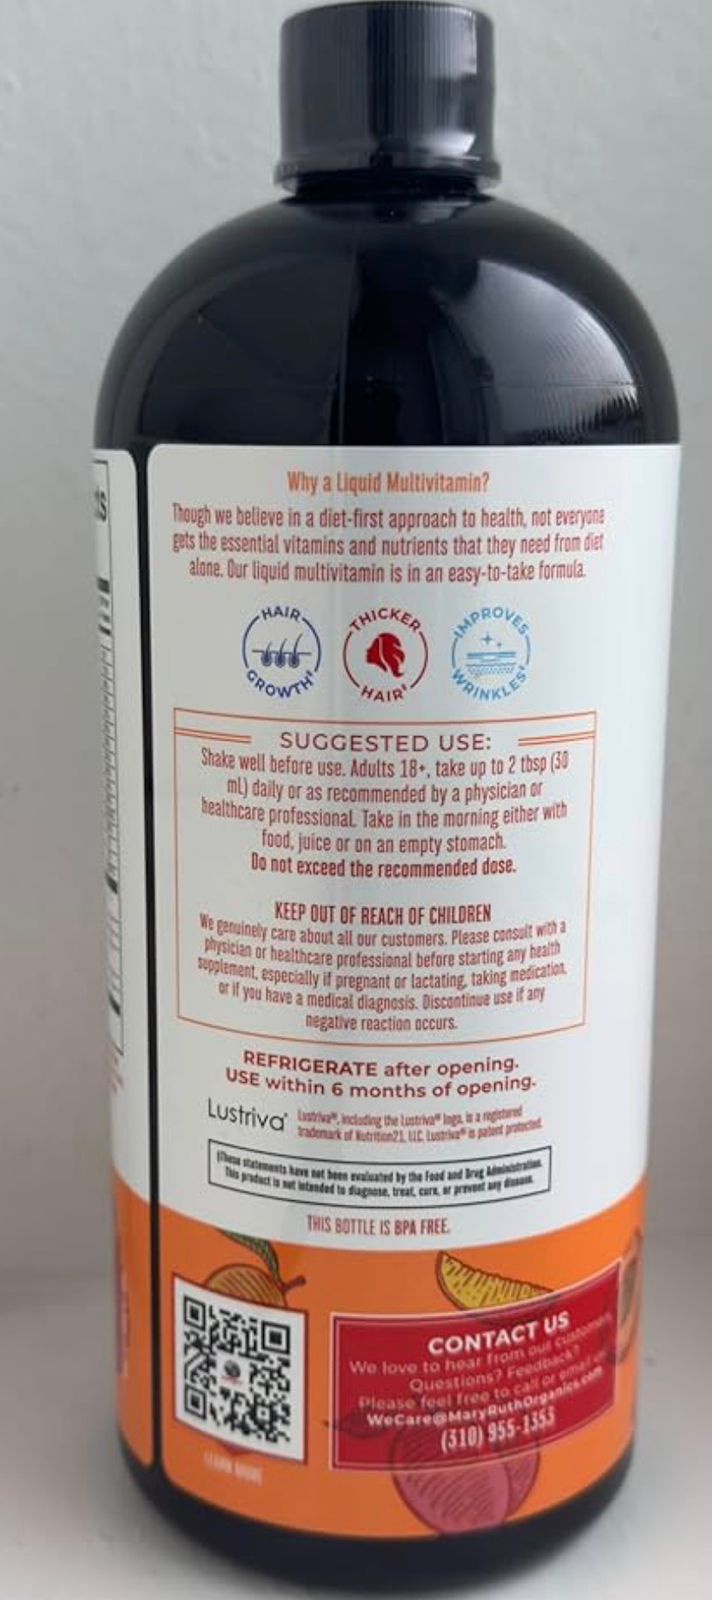 ts
Why a Liquid Multivitamin?
Though we believe in a diet-first approach to health, not everyone
gets the essential vitamins and nutrients that they need from diet
alone. Our liquid multivitamin is in an easy-to-take formula.
HAIR GROWTH‡
THICKER HAIR‡
IMPROVES WRINKLES‡
SUGGESTED USE:
Shake well before use. Adults 18+, take up to 2 tbsp (30
mL) daily or as recommended by a physician or
healthcare professional. Take in the morning either with
food, juice or on an empty stomach.
Do not exceed the recommended dose.
KEEP OUT OF REACH OF CHILDREN
We genuinely care about all our customers. Please consult with a
physician or healthcare professional before starting any health
supplement, especially if pregnant or lactating, taking medication,
or if you have a medical diagnosis. Discontinue use if any
negative reaction occurs.
REFRIGERATE after opening.
USE within 6 months of opening.
Lustriva®
Lustriva®, including the Lustriva® logo, is a registered
trademark of Nutrition21, LLC. Lustriva® is patent protected.
‡These statements have not been evaluated by the Food and Drug Administration.
This product is not intended to diagnose, treat, cure, or prevent any disease.
THIS BOTTLE IS BPA FREE.
LEARN MORE
CONTACT US
We love to hear from our customers.
Questions? Feedback?
Please feel free to call or email
WeCare@MaryRuthOrganics.com
(310) 955-1353